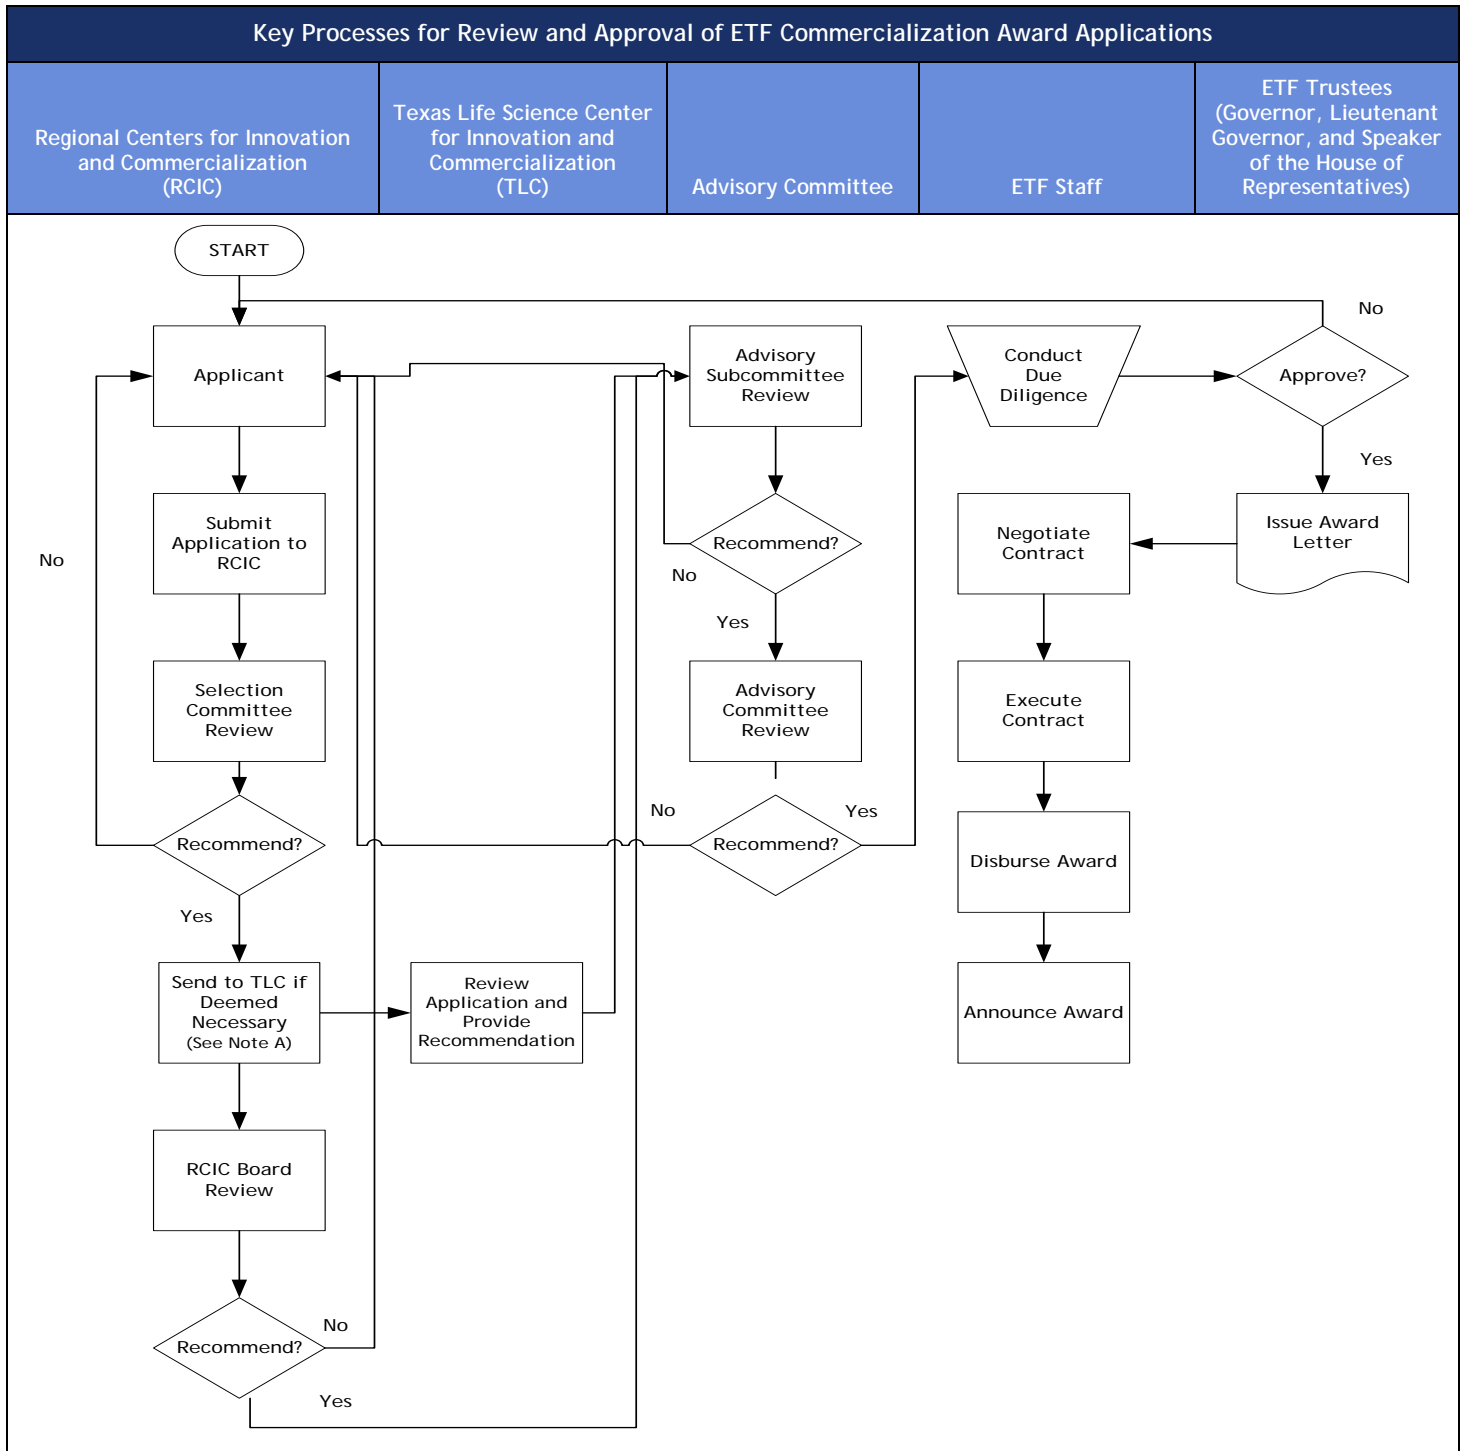 Key Processes for Review and Approval of ETF Commercialization Award Applications
Regional Centers for Innovation
and Commercialization
(RCIC)
Texas Life Science Center
for Innovation and
Commercialization
(TLC)
Advisory Committee
ETF Staff
ETF Trustees
(Governor, Lieutenant
Governor, and Speaker
of the House of
Representatives)
START
Applicant
Submit
Application to
RCIC
Selection
Committee
Review
Recommend?
No
Yes
Send to TLC if
Deemed
Necessary
(See Note A)
RCIC Board
Review
Recommend?
No
Yes
Review
Application and
Provide
Recommendation
Advisory
Subcommittee
Review
Recommend?
No
Yes
Advisory
Committee
Review
Recommend?
No
Yes
Conduct
Due
Diligence
Approve?
No
Yes
Issue Award
Letter
Negotiate
Contract
Execute
Contract
Disburse Award
Announce Award